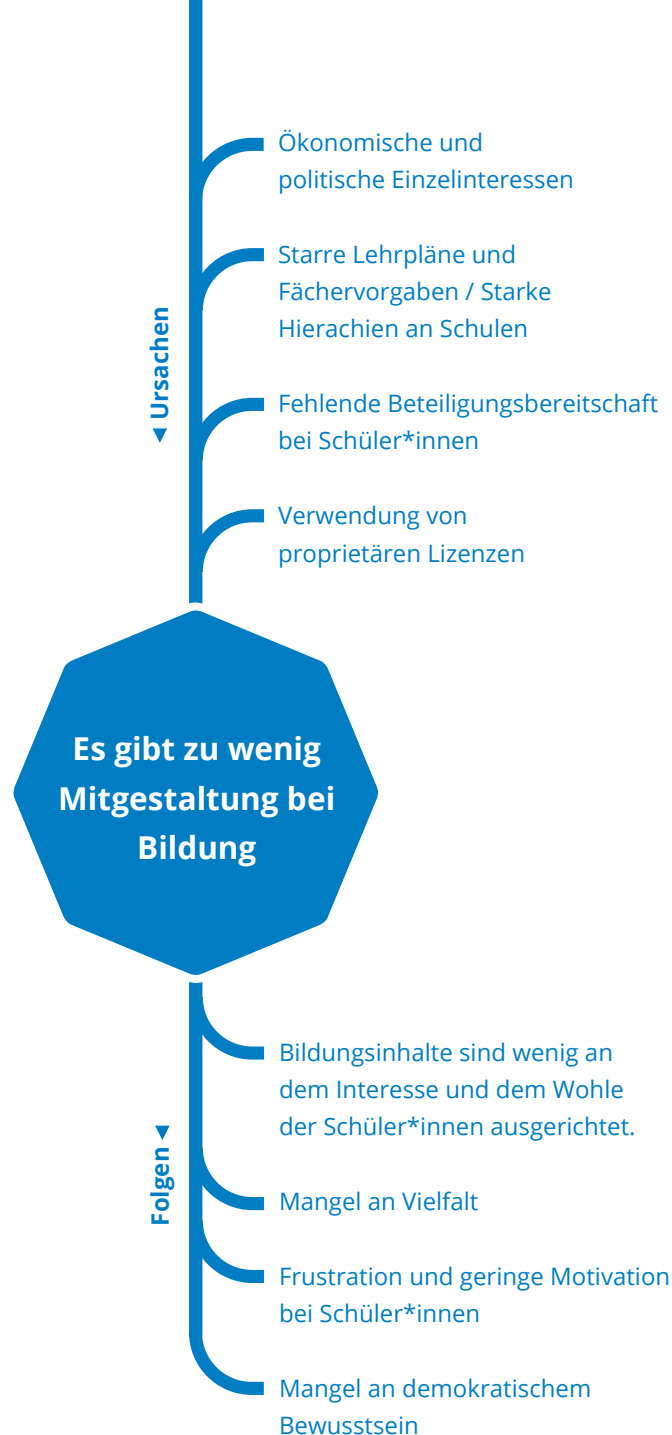 Ökonomische und
politische Einzelinteressen
Starre Lehrpläne und
Fächervorgaben / Starke
Hierachien an Schulen
◀ Ursachen
Fehlende Beteiligungsbereitschaft
bei Schüler*innen
Verwendung von
proprietären Lizenzen
Es gibt zu wenig
Mitgestaltung bei
Bildung
Bildungsinhalte sind wenig an
dem Interesse und dem Wohle
der Schüler*innen ausgerichtet.
Folgen ◀
Mangel an Vielfalt
Frustration und geringe Motivation
bei Schüler*innen
Mangel an demokratischem
Bewusstsein